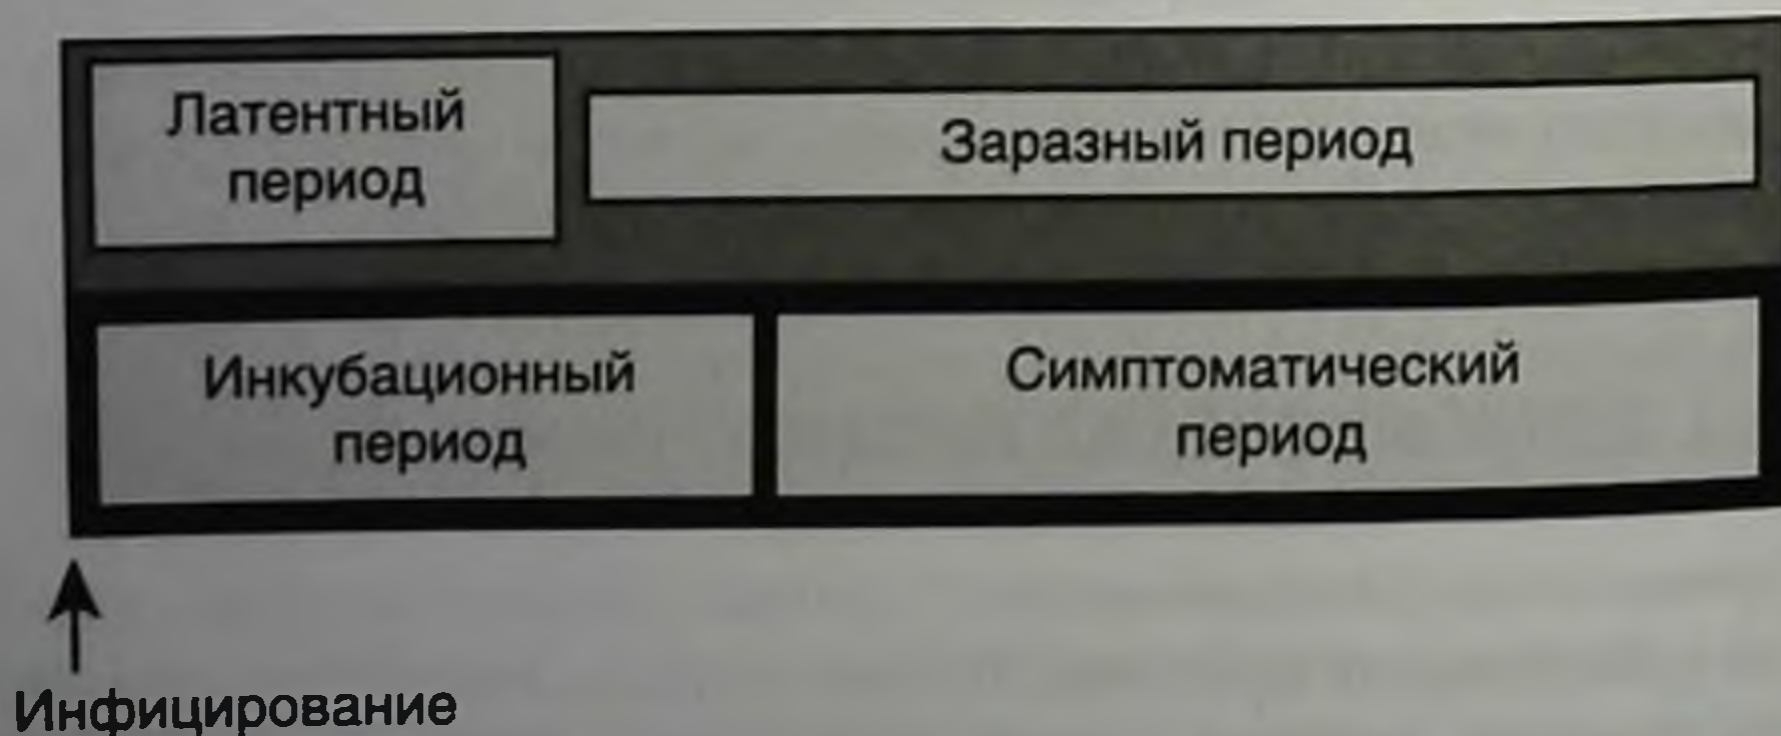 Латентный
период
Заразный период
Инкубационный
период
Симптоматический
период
Инфицирование